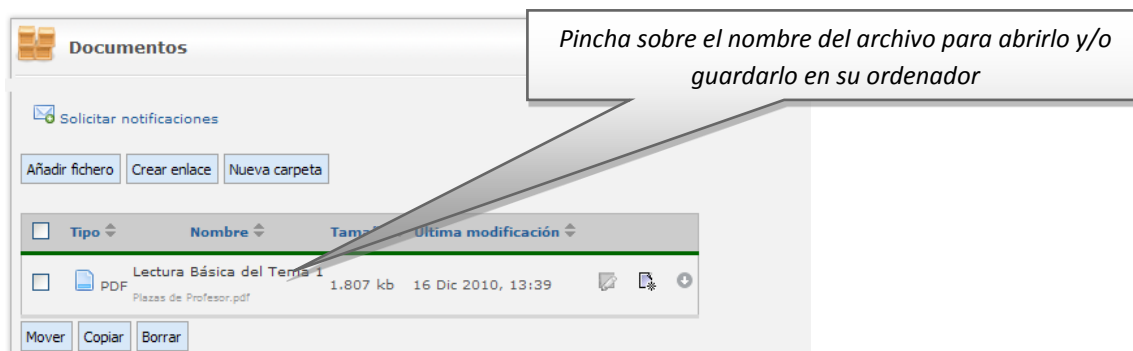 Documentos
Pincha sobre el nombre del archivo para abrirlo y/o
guardarlo en su ordenador
Solicitar notificaciones
Añadir fichero Crear enlace Nueva carpeta
Tipo Nombre Última modificación
Lectura Básica del Tema 1
PDF 1.807 kb 16 Dic 2010, 13:39
Plazas de Profesor.pdf
Mover Copiar Borrar